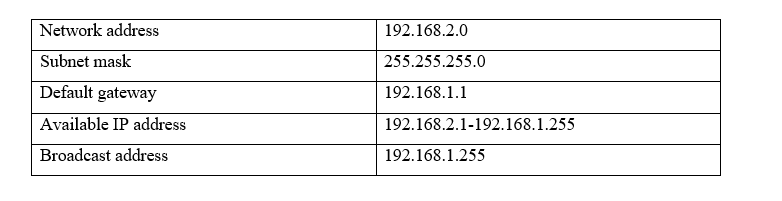 Network address 192.168.2.0
Subnet mask 255.255.255.0
Default gateway 192.168.1.1
Available IP address 192.168.2.1-192.168.1.255
Broadcast address 192.168.1.255